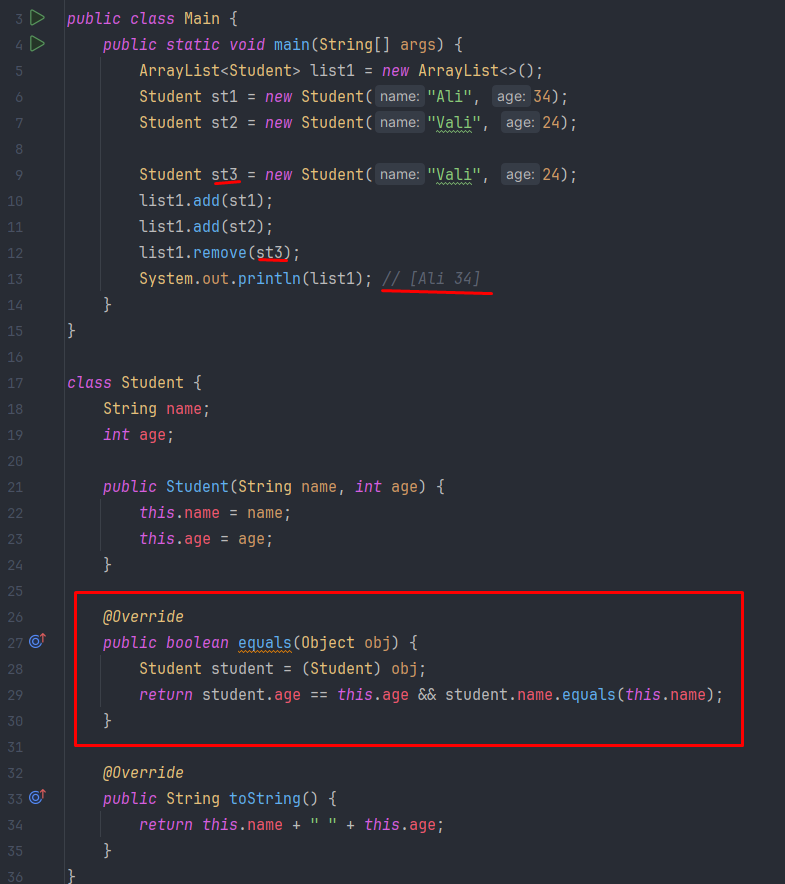 3 public class Main {
4 public static void main(String[] args) {
5 ArrayList<Student> list1 = new ArrayList<>();
6 Student st1 = new Student( name: "Ali", age: 34);
7 Student st2 = new Student( name: "Vali", age: 24);
8
9 Student st3 = new Student( name: "Vali", age: 24);
10 list1.add(st1);
11 list1.add(st2);
12 list1.remove(st3);
13 System.out.println(list1); // [Ali 34]
14 }
15 }
16
17 class Student {
18 String name;
19 int age;
20
21 public Student(String name, int age) {
22 this.name = name;
23 this.age = age;
24 }
25
26 @Override
27 public boolean equals(Object obj) {
28 Student student = (Student) obj;
29 return student.age == this.age && student.name.equals(this.name);
30 }
31
32 @Override
33 public String toString() {
34 return this.name + " " + this.age;
35 }
36 }